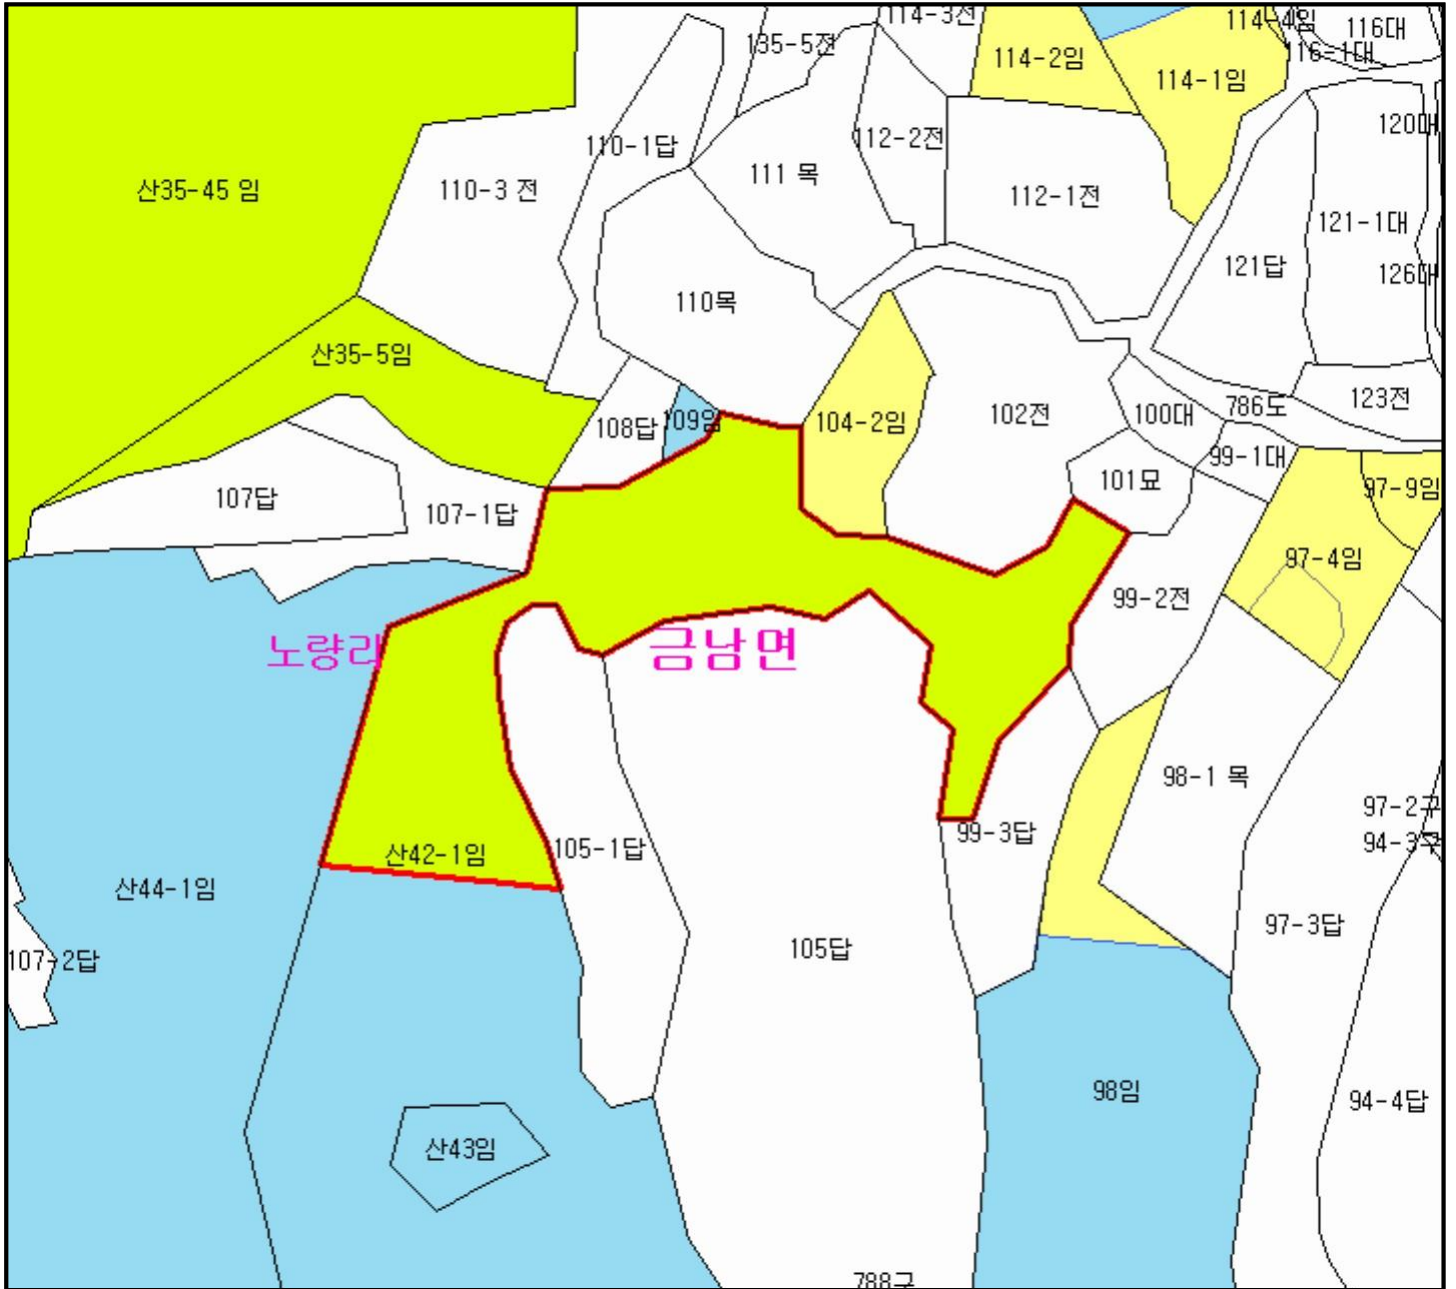 114-3전
114-4임
116대
116-1대
135-5전
114-2임
114-1임
120대
110-1답
112-2전
111 목
산35-45 임
110-3 전
112-1전
121-1대
121답
126대
110목
산35-5임
123전
786도
102전
100대
104-2임
109임
108답
99-1대
101묘
97-9임
107답
107-1답
97-4임
99-2전
노량리
금남면
98-1 목
97-2구
99-3답
94-3구
105-1답
산42-1임
산44-1임
97-3답
105답
107-2답
98임
94-4답
산43임
788구